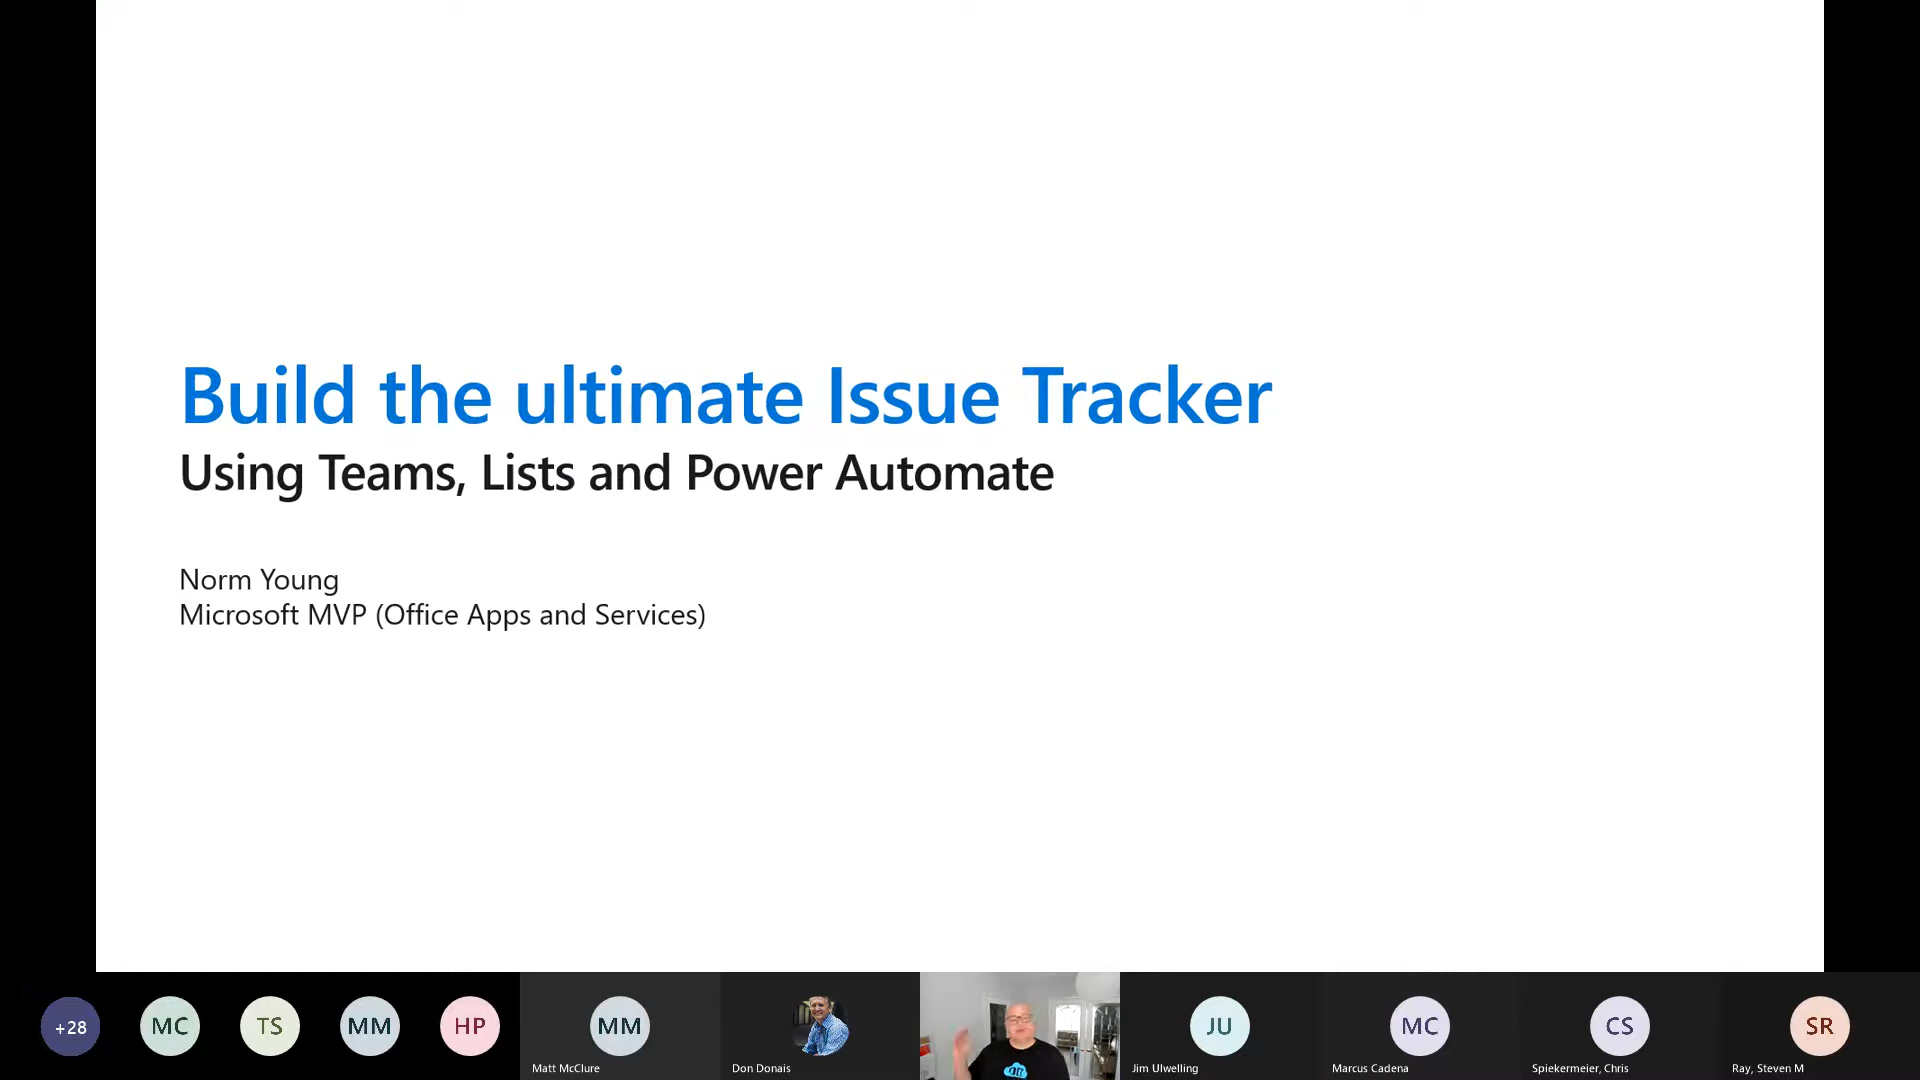 Build the ultimate Issue Tracker
Using Teams, Lists and Power Automate
Norm Young
Microsoft MVP (Office Apps and Services)
+28
MC
TS
MM
HP
MM
Matt McClure
Don Donais
JU
Jim Ulwelling
MC
Marcus Cadena
CS
Spiekermeier, Chris
SR
Ray, Steven M